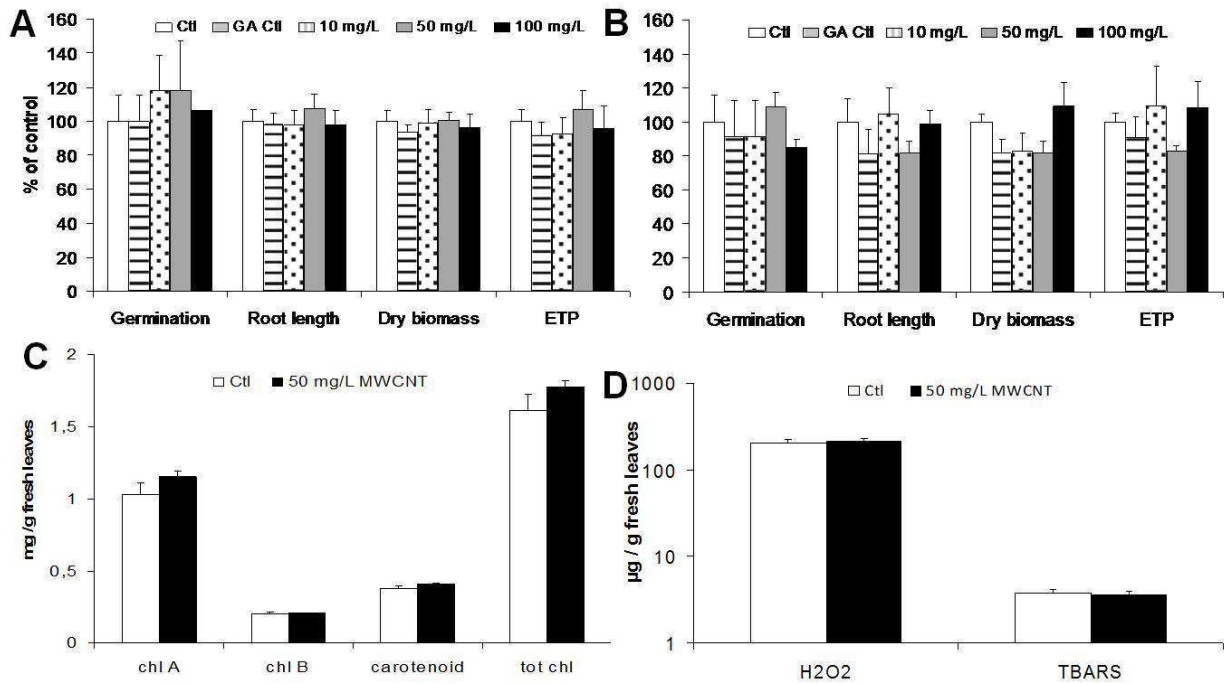 A
Ctl GA Ctl 10 mg/L 50 mg/L 100 mg/L
% of control
160
140
120
100
80
60
40
20
0
Germination Root length Dry biomass ETP
B
Ctl GA Ctl 10 mg/L 50 mg/L 100 mg/L
160
140
120
100
80
60
40
20
0
Germination Root length Dry biomass ETP
C
Ctl 50 mg/L MWCNT
mg /g fresh leaves
2
1,5
1
0,5
0
chl A chl B carotenoid tot chl
D
Ctl 50 mg/L MWCNT
µg / g fresh leaves
1000
100
10
1
H2O2 TBARS